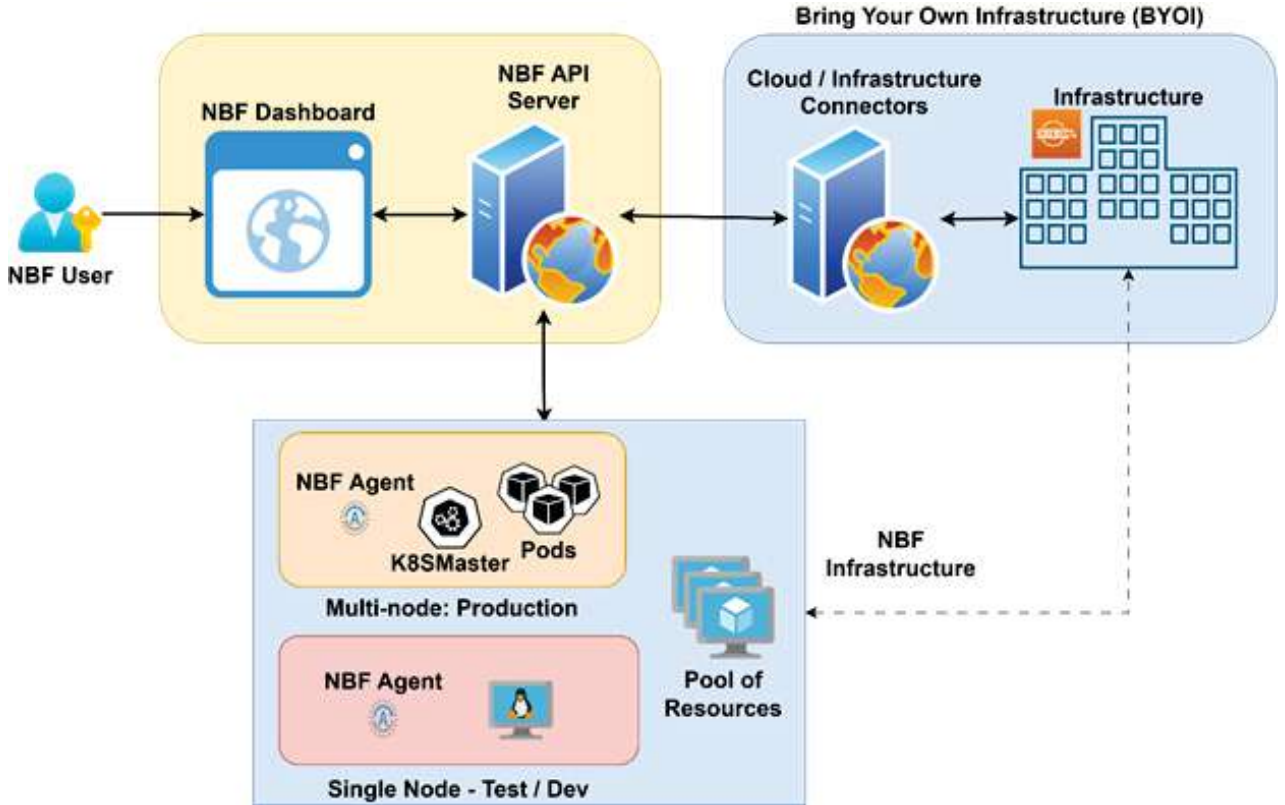 Bring Your Own Infrastructure (BYOI)
NBF API
Server
Cloud / Infrastructure
Connectors
Infrastructure
NBF Dashboard
NBF User
NBF Agent
K8SMaster
Pods
Multi-node: Production
NBF
Infrastructure
NBF Agent
Pool of
Resources
Single Node - Test / Dev